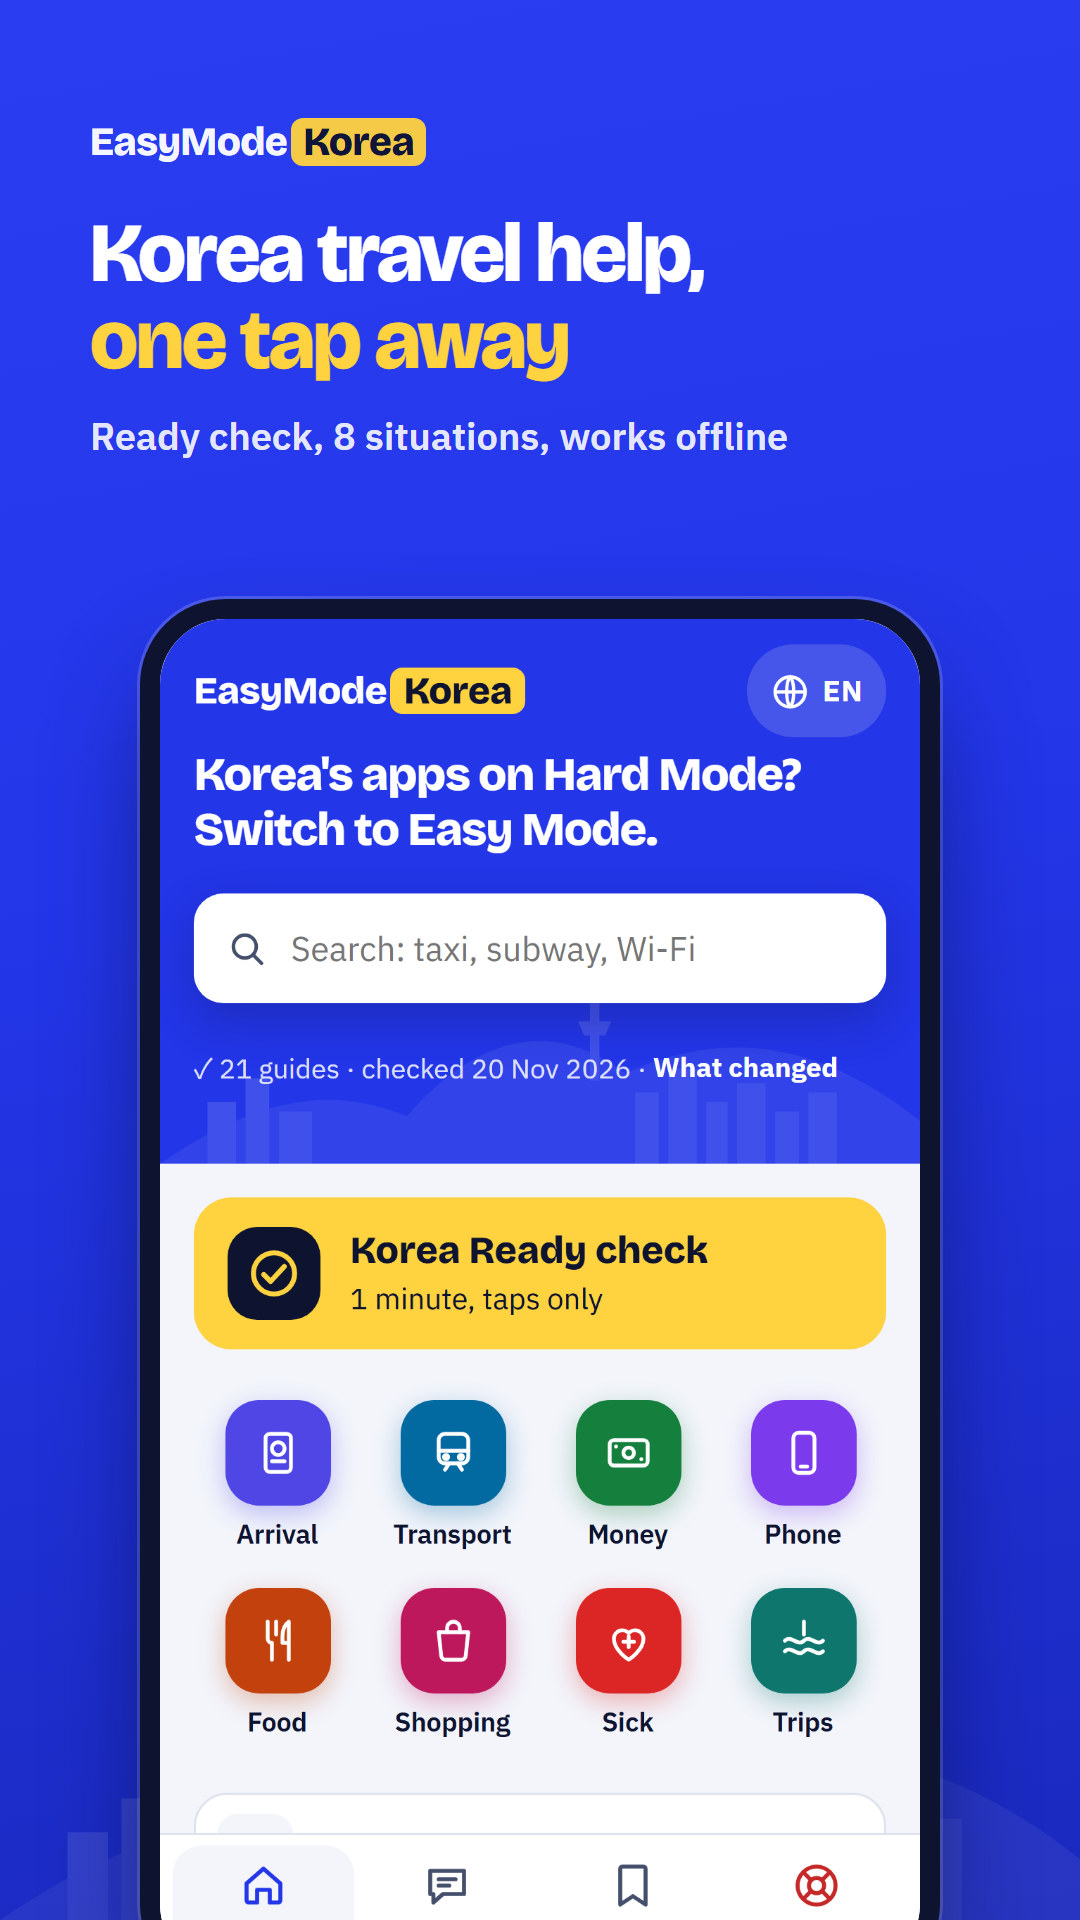 EasyMode Korea
Korea travel help,
one tap away
Ready check, 8 situations, works offline
EasyMode Korea
EN
Korea's apps on Hard Mode?
Switch to Easy Mode.
Search: taxi, subway, Wi-Fi
✓ 21 guides · checked 20 Nov 2026 · What changed
Korea Ready check
1 minute, taps only
Arrival Transport Money Phone
Food Shopping Sick Trips